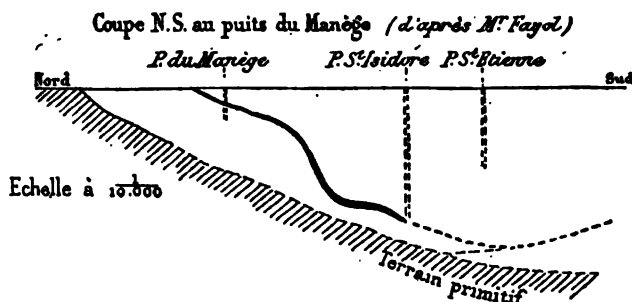 Coupe N.S. au puits du Manège (d'après Mr Fayol)
P. du Manège P. St Isidore P. St Etienne
Nord Sud
Echelle à 1/10.000
Terrain primitif